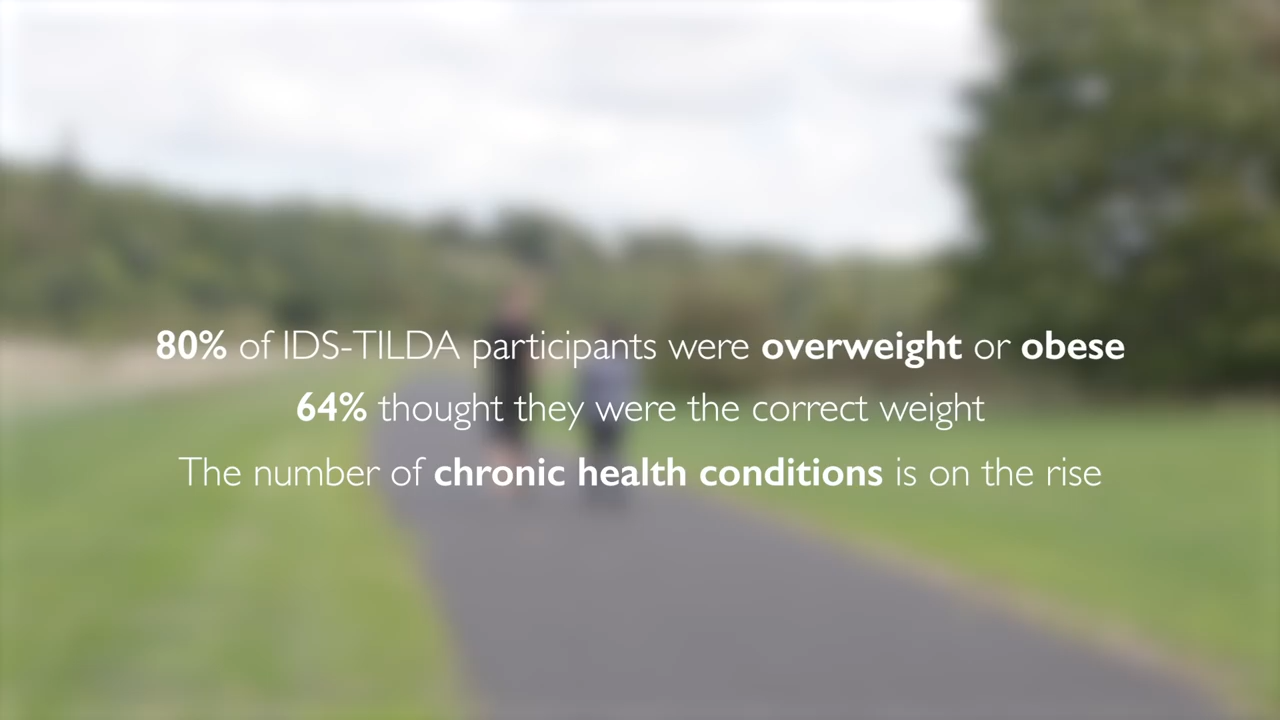 80% of IDS-TILDA participants were overweight or obese
64% thought they were the correct weight
The number of chronic health conditions is on the rise